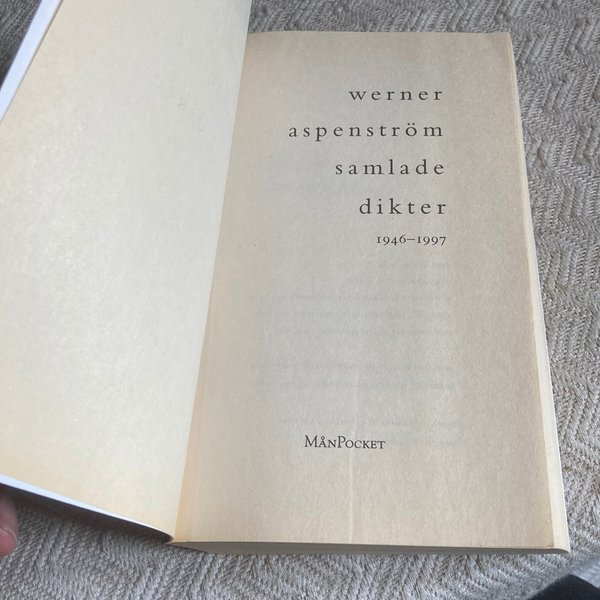 werner
aspenström
samlade
dikter
1946–1997
MånPocket